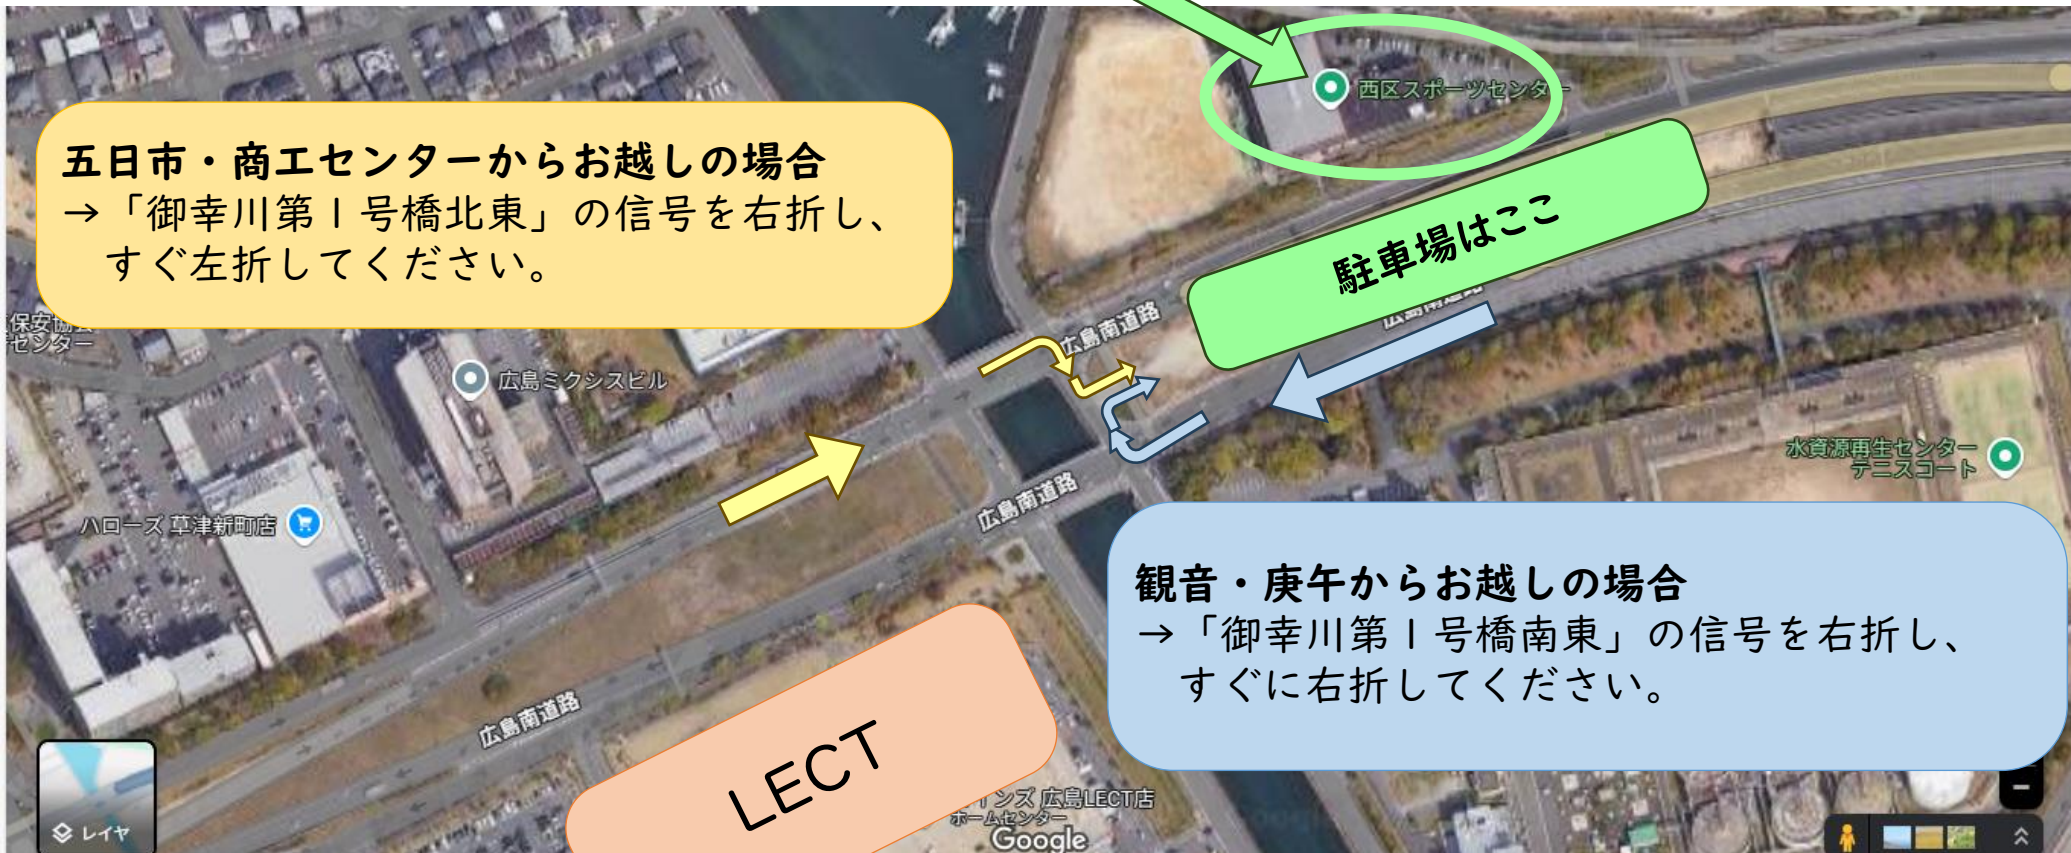 西区スポーツセンター
五日市・商工センターからお越しの場合
→「御幸川第1号橋北東」の信号を右折し、
すぐ左折してください。
駐車場はここ
広島南道路
保安協会
センター
広島ミクシスビル
水資源再生センター
テニスコート
広島南道路
ハローズ 草津新町店
観音・庚午からお越しの場合
→「御幸川第1号橋南東」の信号を右折し、
すぐに右折してください。
広島南道路
LECT
広島LECT店
ホームセンター
Google
レイヤ